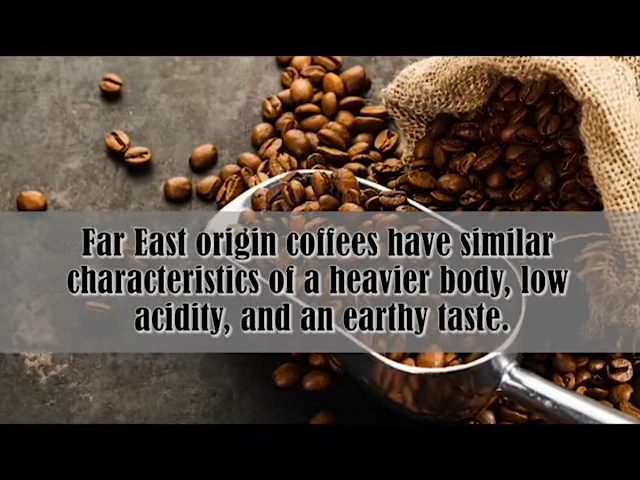 Far East origin coffees have similar
characteristics of a heavier body, low
acidity, and an earthy taste.